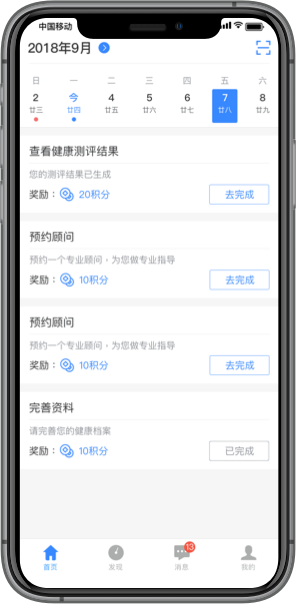 中国移动
2018年9月
日 一 二 三 四 五 六
2 今 4 5 6 7 8
廿三 廿四 廿五 廿六 廿七 廿八 廿九
查看健康测评结果
您的测评结果已生成
奖励： 20积分 去完成
预约顾问
预约一个专业顾问，为您做专业指导
奖励： 10积分 去完成
预约顾问
预约一个专业顾问，为您做专业指导
奖励： 10积分 去完成
完善资料
请完善您的健康档案
奖励： 10积分 已完成
13
首页 发现 消息 我的